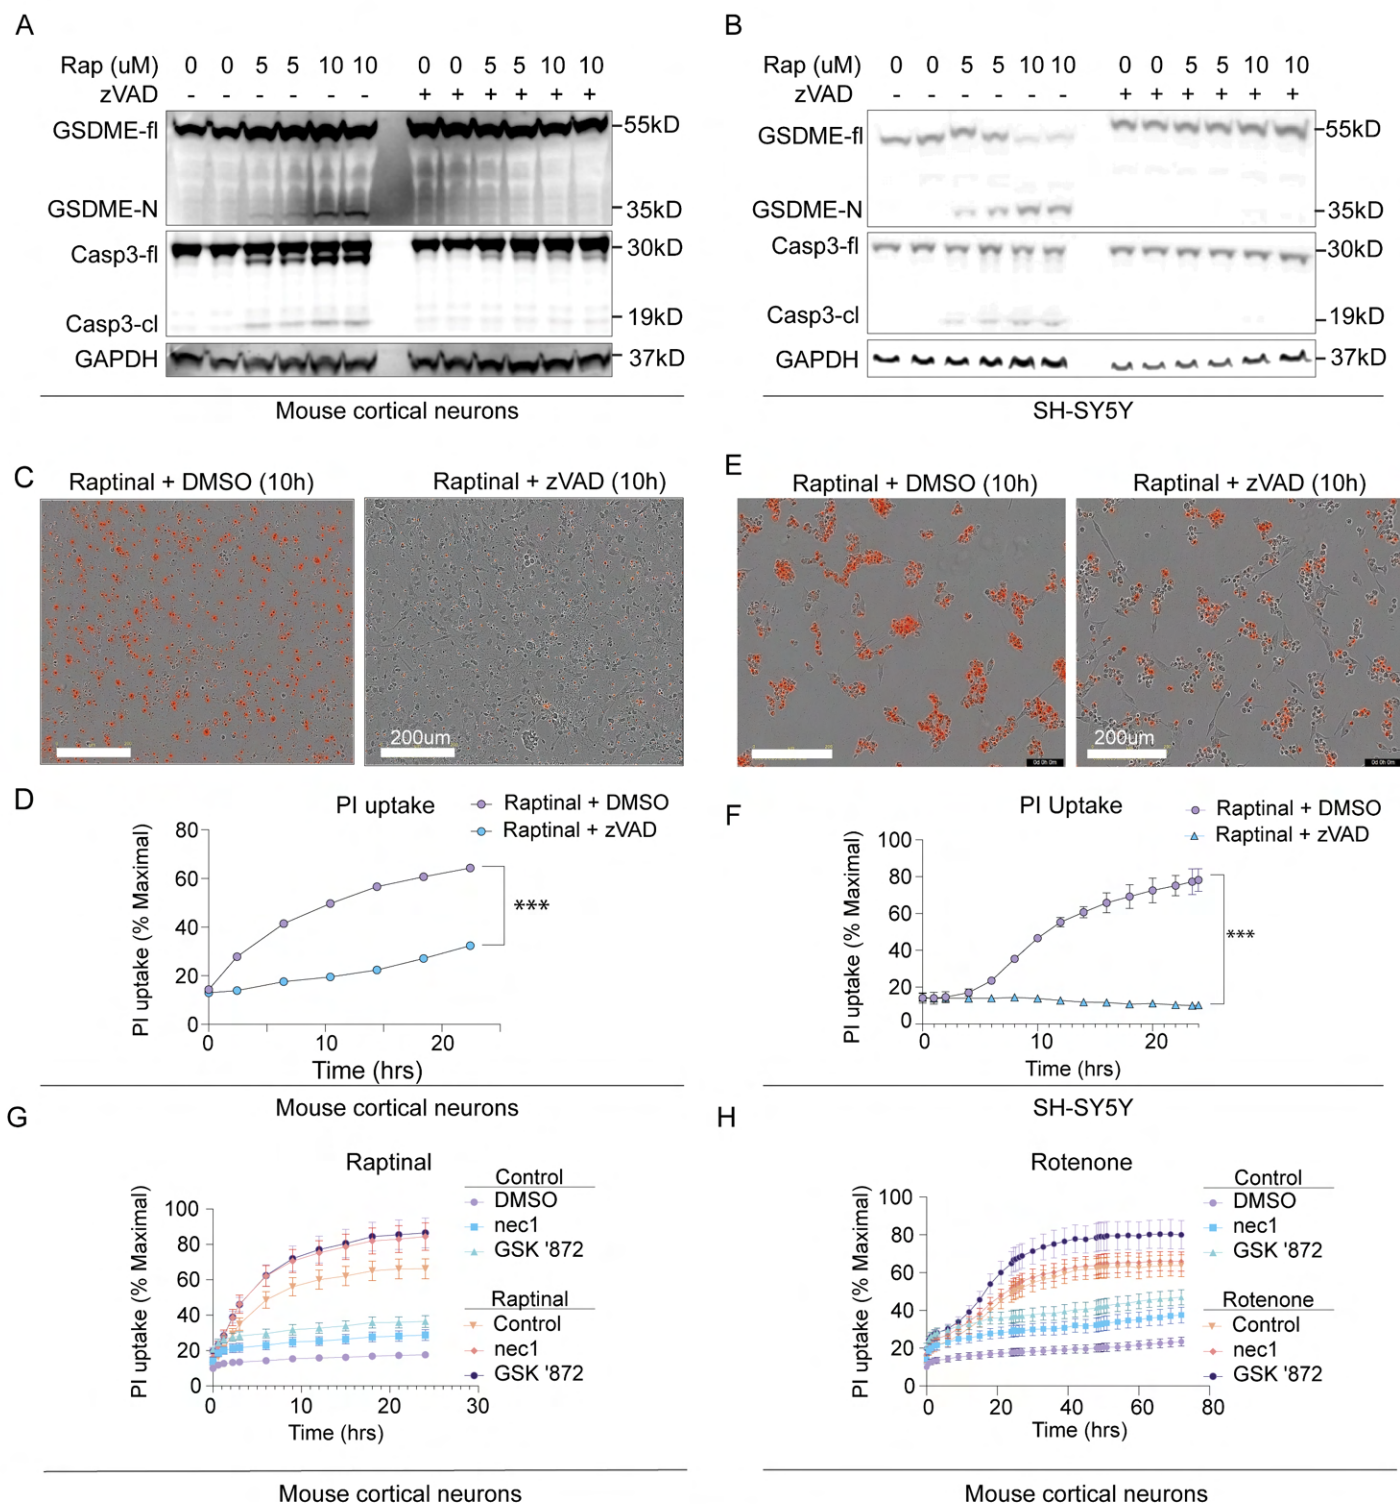 A
Rap (uM) 0 0 5 5 10 10 0 0 5 5 10 10
zVAD - - - - - - + + + + + +
GSDME-fl
55kD
GSDME-N
35kD
Casp3-fl
30kD
Casp3-cl
19kD
GAPDH
37kD
Mouse cortical neurons
B
Rap (uM) 0 0 5 5 10 10 0 0 5 5 10 10
zVAD - - - - - - + + + + + +
GSDME-fl
55kD
GSDME-N
35kD
Casp3-fl
30kD
Casp3-cl
19kD
GAPDH
37kD
SH-SY5Y
C
Raptinal + DMSO (10h)
Raptinal + zVAD (10h)
200um
E
Raptinal + DMSO (10h)
Raptinal + zVAD (10h)
200um
0d 0h 0m
0d 0h 0m
D
PI uptake
Raptinal + DMSO
Raptinal + zVAD
PI uptake (% Maximal)
80
60
40
20
0
0 10 20
***
Time (hrs)
Mouse cortical neurons
F
PI Uptake
Raptinal + DMSO
Raptinal + zVAD
PI uptake (% Maximal)
100
80
60
40
20
0
0 10 20
***
Time (hrs)
SH-SY5Y
G
Raptinal
PI uptake (% Maximal)
100
80
60
40
20
0
0 10 20 30
Time (hrs)
Control
DMSO
nec1
GSK '872
Raptinal
Control
nec1
GSK '872
Mouse cortical neurons
H
Rotenone
PI uptake (% Maximal)
100
80
60
40
20
0
0 20 40 60 80
Time (hrs)
Control
DMSO
nec1
GSK '872
Rotenone
Control
nec1
GSK '872
Mouse cortical neurons